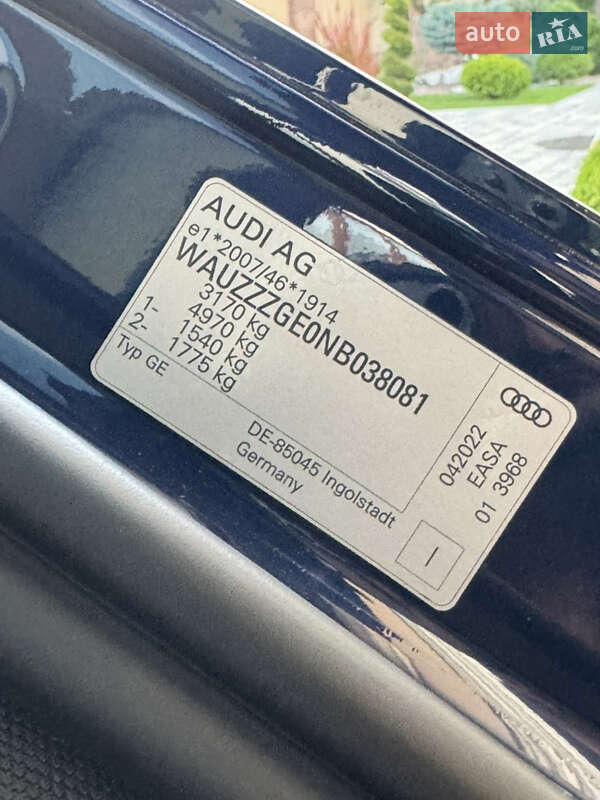 auto RIA.com
AUDI AG
e1*2007/46*1914
WAUZZZGE0NB038081
3170 kg
4970 kg
1- 1540 kg
2- 1775 kg
Typ GE
042022
EASA
01 3968
DE-85045 Ingolstadt
Germany
I